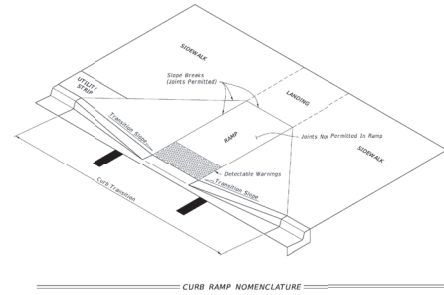 SIDEWALK
Slope Breaks
(Joints Permitted)
UTILITY
STRIP
LANDING
Transition Slope
RAMP
Joints No Permitted In Ramp
SIDEWALK
Detectable Warnings
Transition Slope
Curb Transition
CURB RAMP NOMENCLATURE